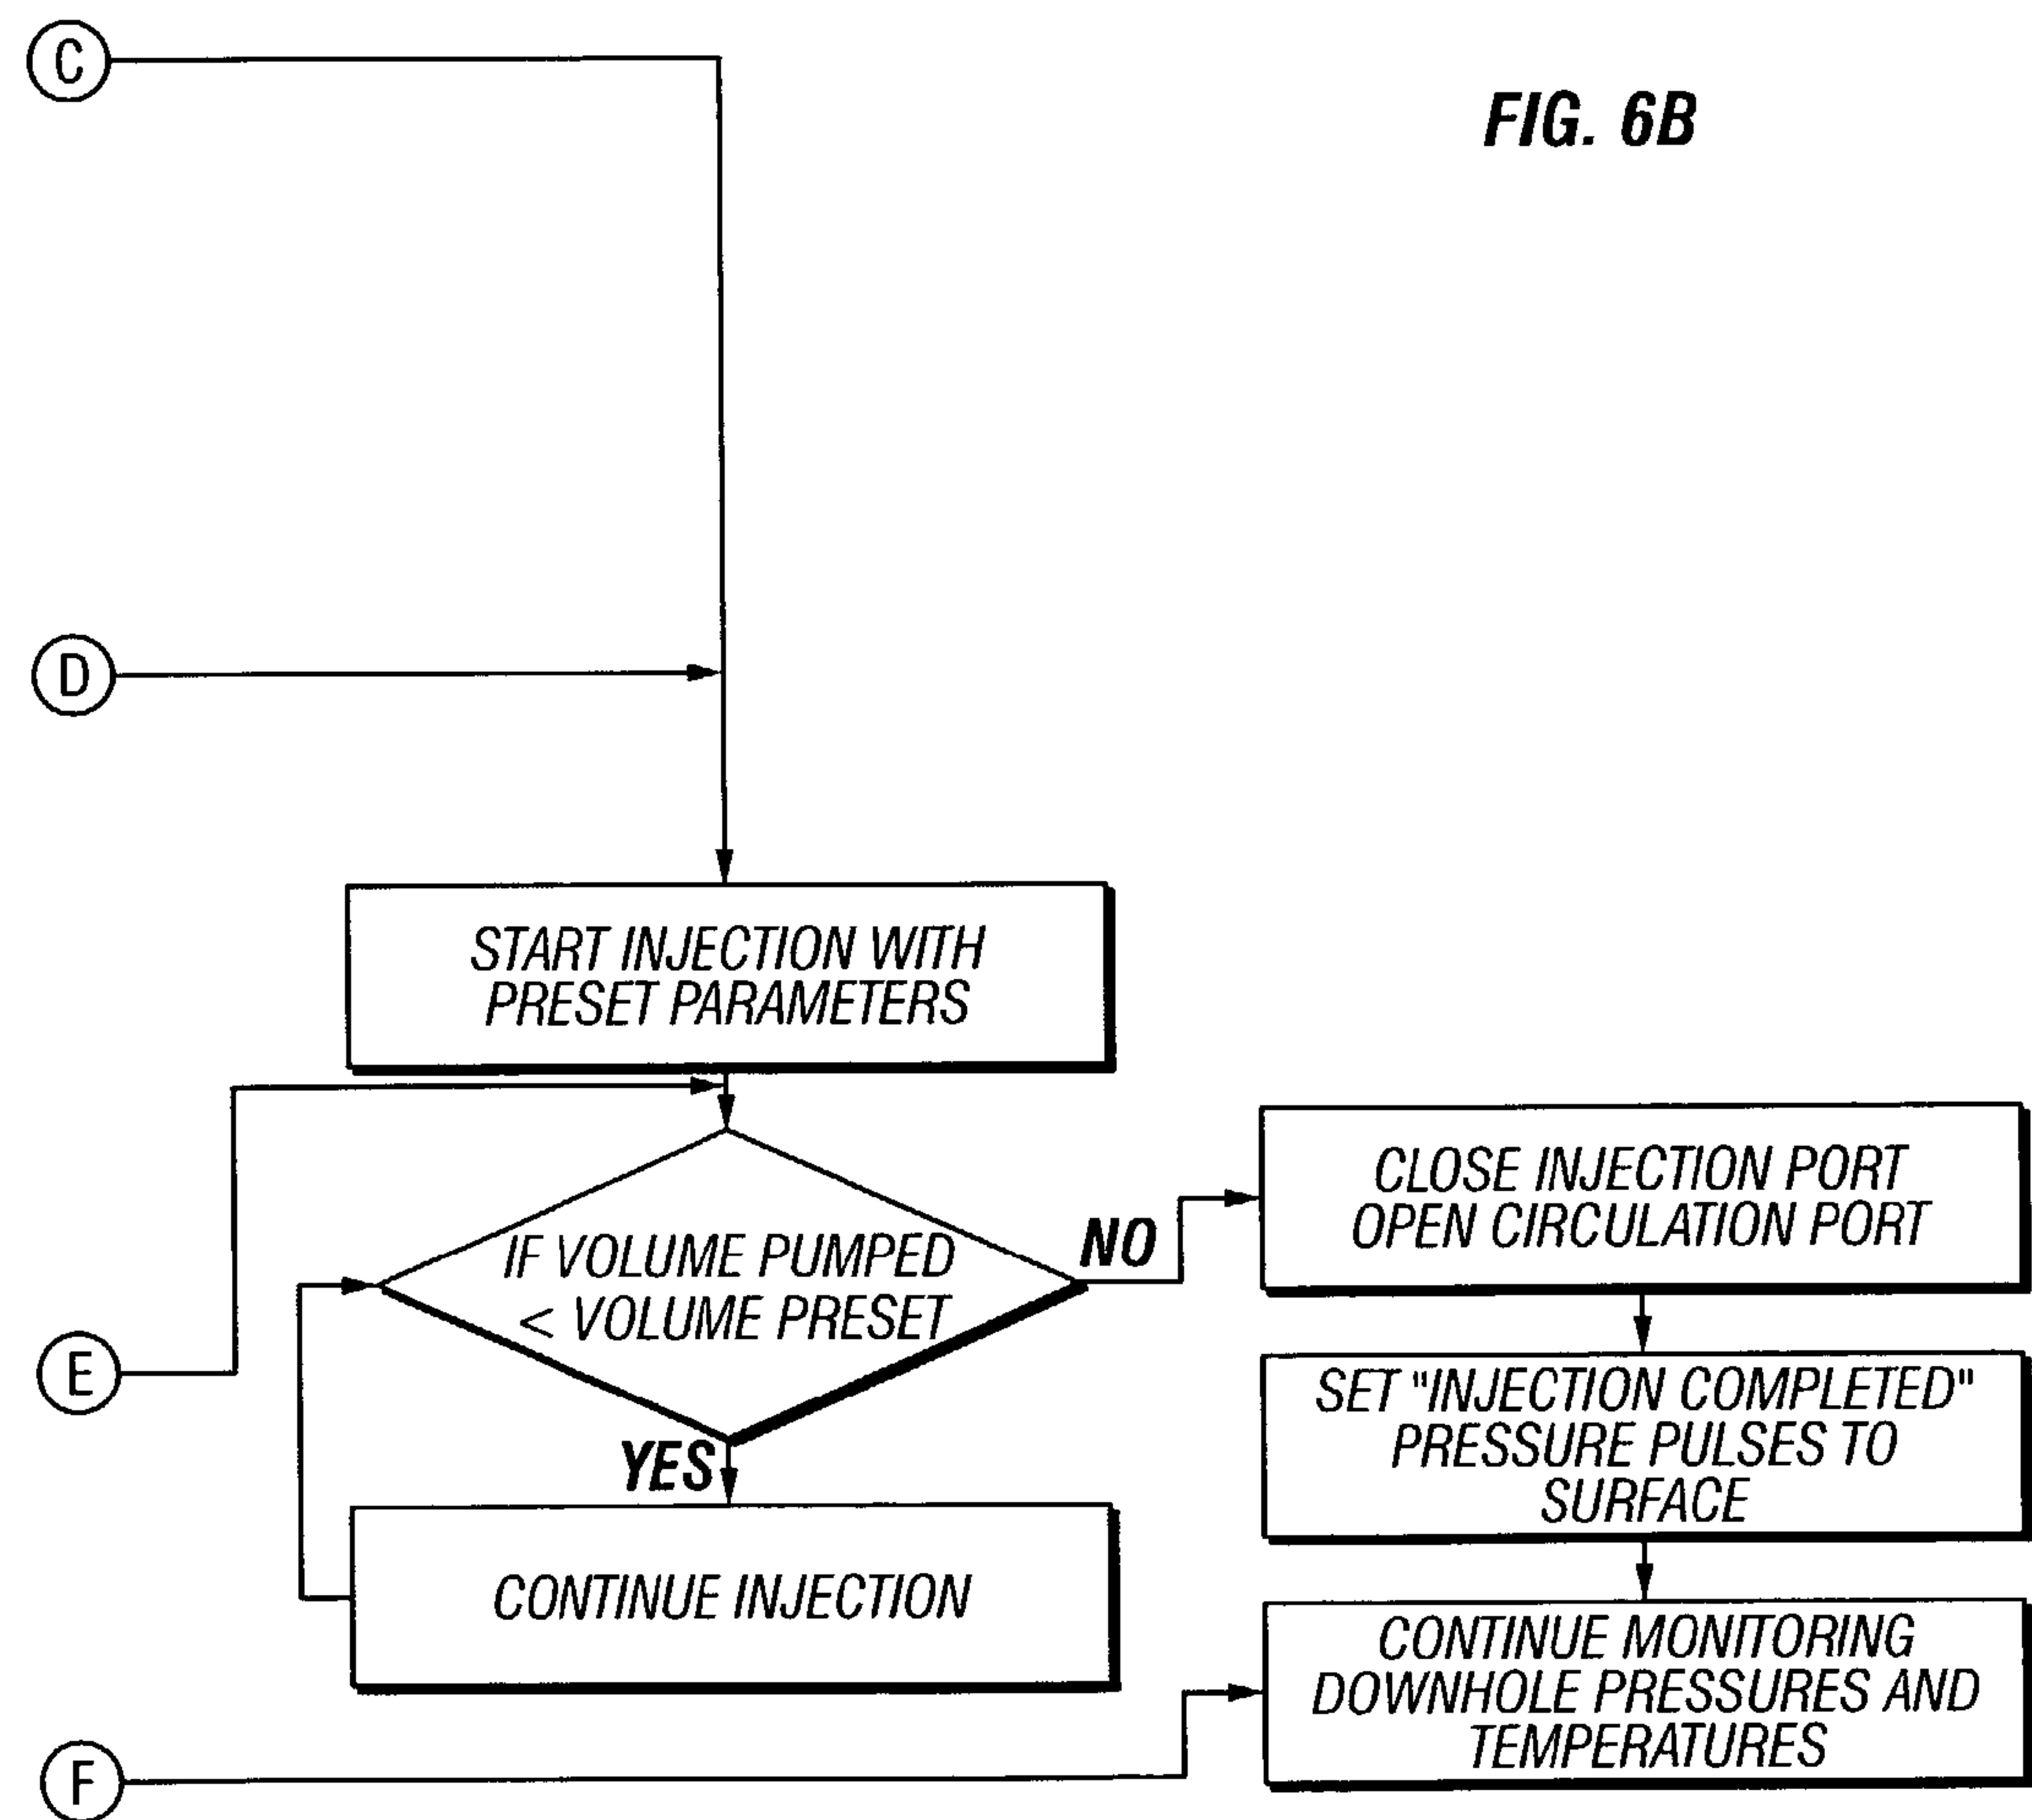 C
FIG. 6B
D
START INJECTION WITH
PRESET PARAMETERS
IF VOLUME PUMPED
< VOLUME PRESET
NO
YES
E
CONTINUE INJECTION
CLOSE INJECTION PORT
OPEN CIRCULATION PORT
SET "INJECTION COMPLETED"
PRESSURE PULSES TO
SURFACE
CONTINUE MONITORING
DOWNHOLE PRESSURES AND
TEMPERATURES
F